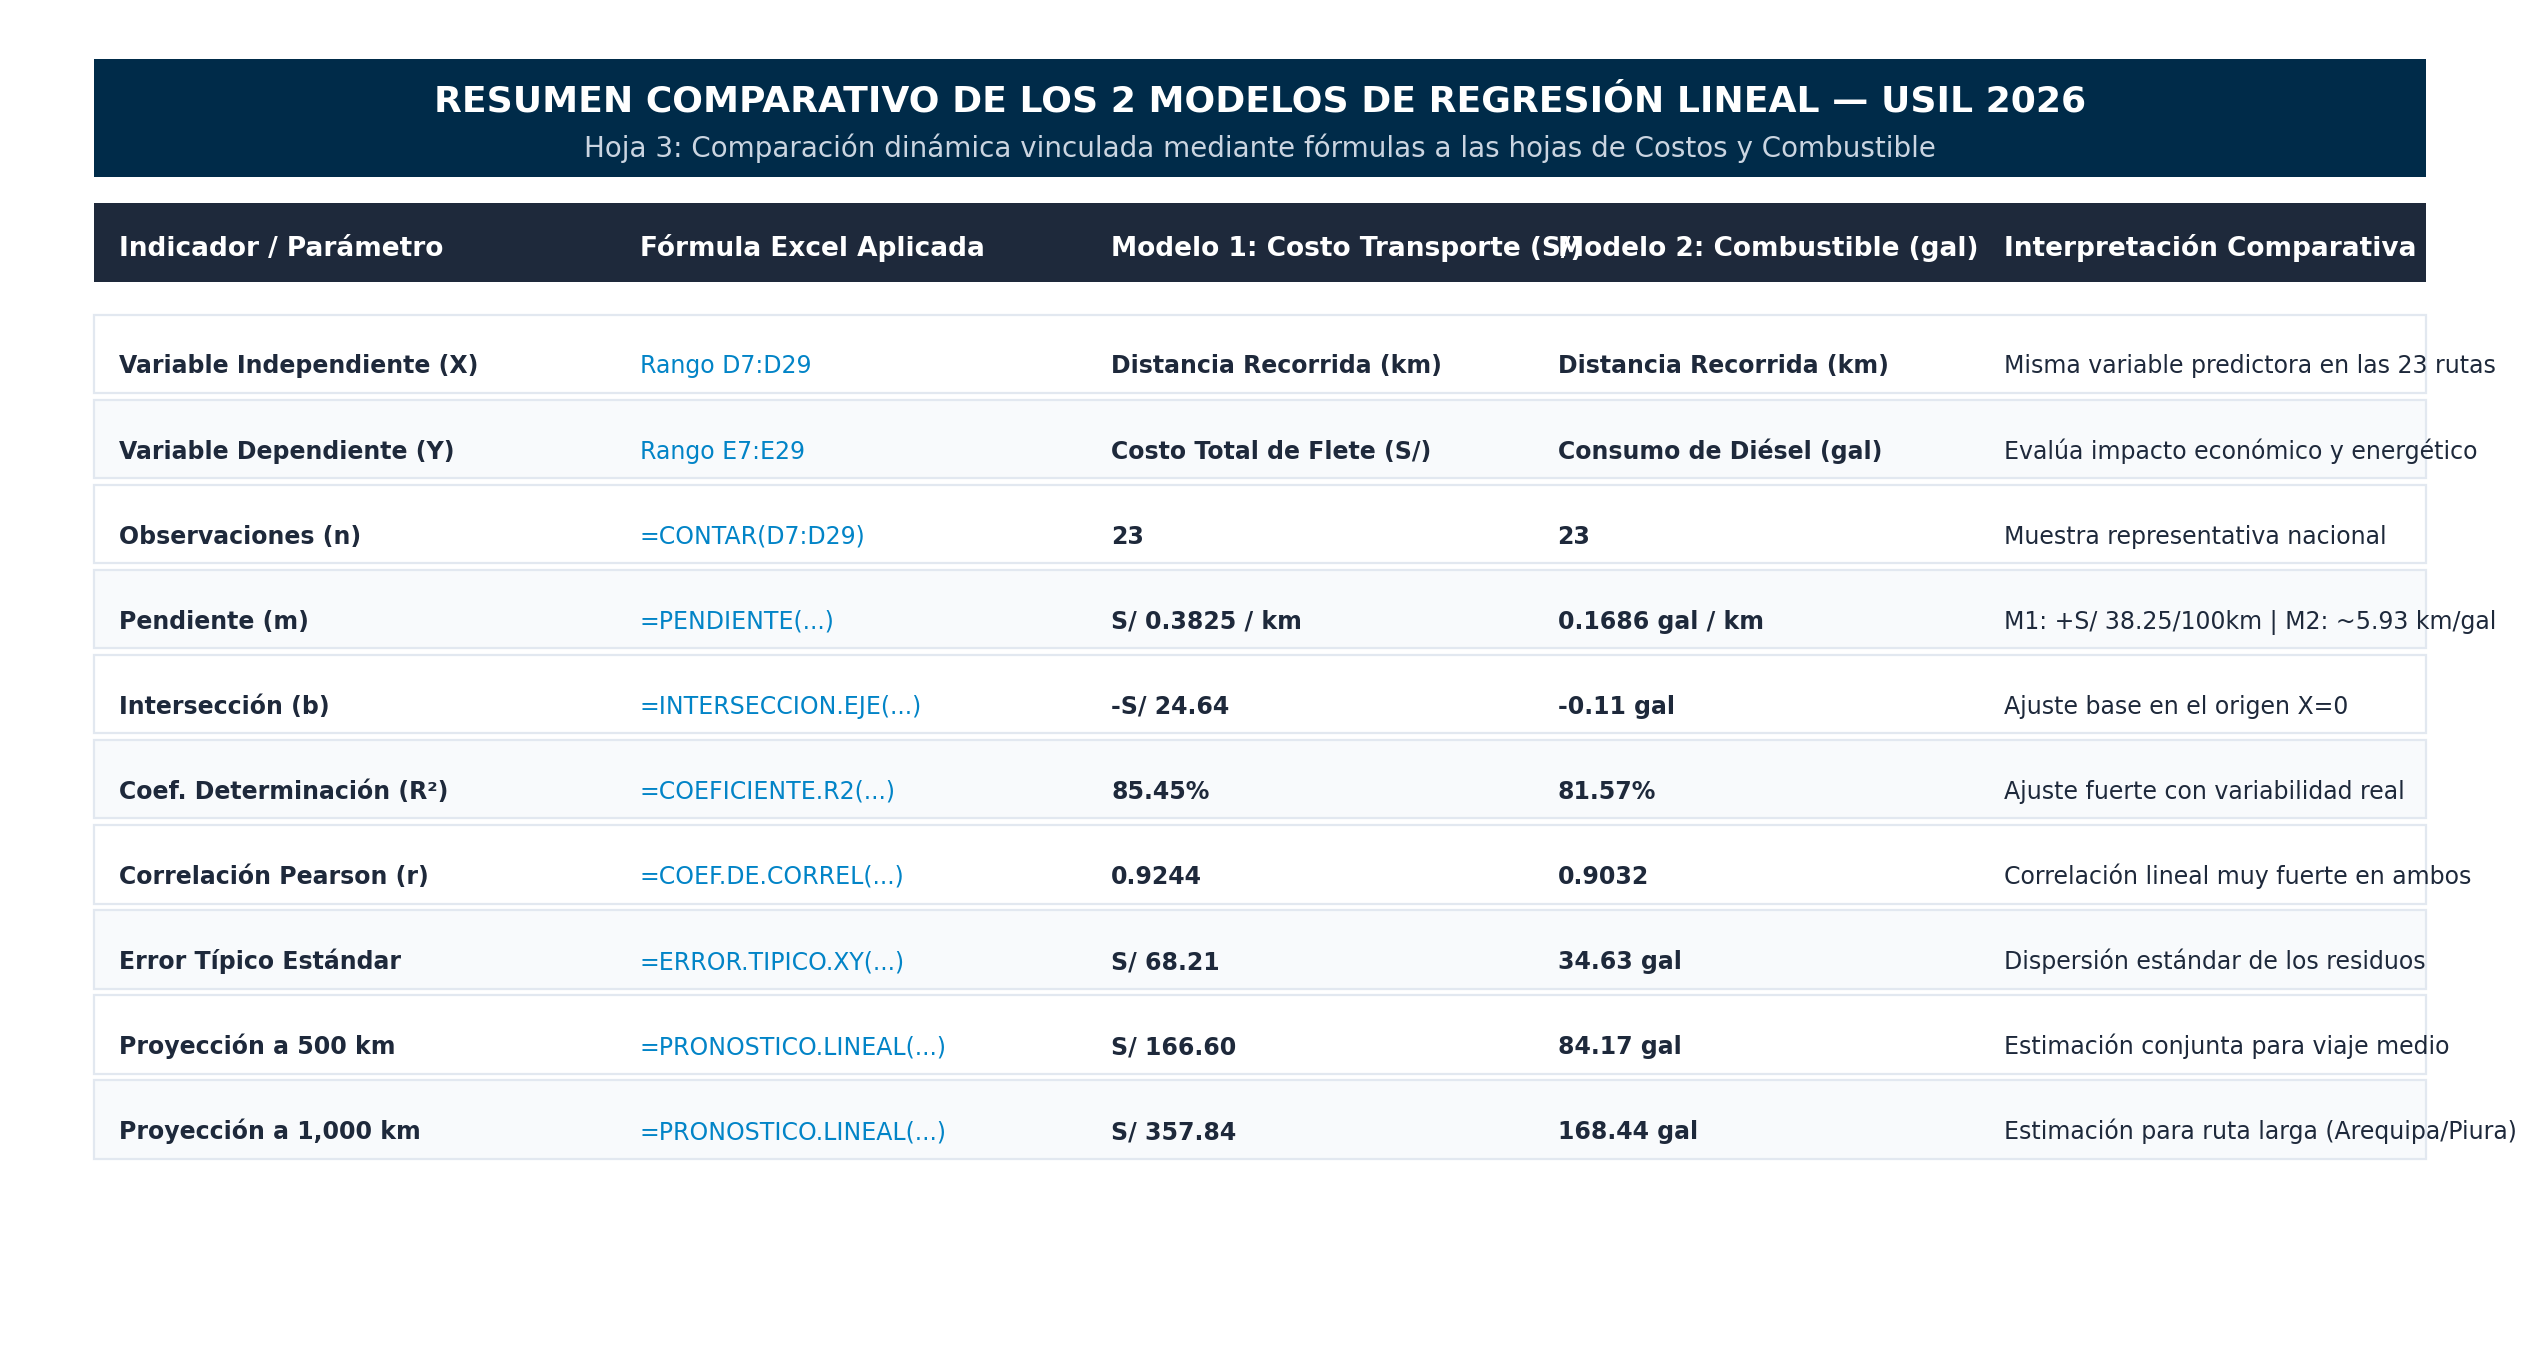 RESUMEN COMPARATIVO DE LOS 2 MODELOS DE REGRESIÓN LINEAL — USIL 2026
Hoja 3: Comparación dinámica vinculada mediante fórmulas a las hojas de Costos y Combustible
Indicador / Parámetro Fórmula Excel Aplicada Modelo 1: Costo Transporte (S/) Modelo 2: Combustible (gal) Interpretación Comparativa
Variable Independiente (X) Rango D7:D29 Distancia Recorrida (km) Distancia Recorrida (km) Misma variable predictora en las 23 rutas
Variable Dependiente (Y) Rango E7:E29 Costo Total de Flete (S/) Consumo de Diésel (gal) Evalúa impacto económico y energético
Observaciones (n) =CONTAR(D7:D29) 23 23 Muestra representativa nacional
Pendiente (m) =PENDIENTE(...) S/ 0.3825 / km 0.1686 gal / km M1: +S/ 38.25/100km | M2: ~5.93 km/gal
Intersección (b) =INTERSECCION.EJE(...) -S/ 24.64 -0.11 gal Ajuste base en el origen X=0
Coef. Determinación (R²) =COEFICIENTE.R2(...) 85.45% 81.57% Ajuste fuerte con variabilidad real
Correlación Pearson (r) =COEF.DE.CORREL(...) 0.9244 0.9032 Correlación lineal muy fuerte en ambos
Error Típico Estándar =ERROR.TIPICO.XY(...) S/ 68.21 34.63 gal Dispersión estándar de los residuos
Proyección a 500 km =PRONOSTICO.LINEAL(...) S/ 166.60 84.17 gal Estimación conjunta para viaje medio
Proyección a 1,000 km =PRONOSTICO.LINEAL(...) S/ 357.84 168.44 gal Estimación para ruta larga (Arequipa/Piura)